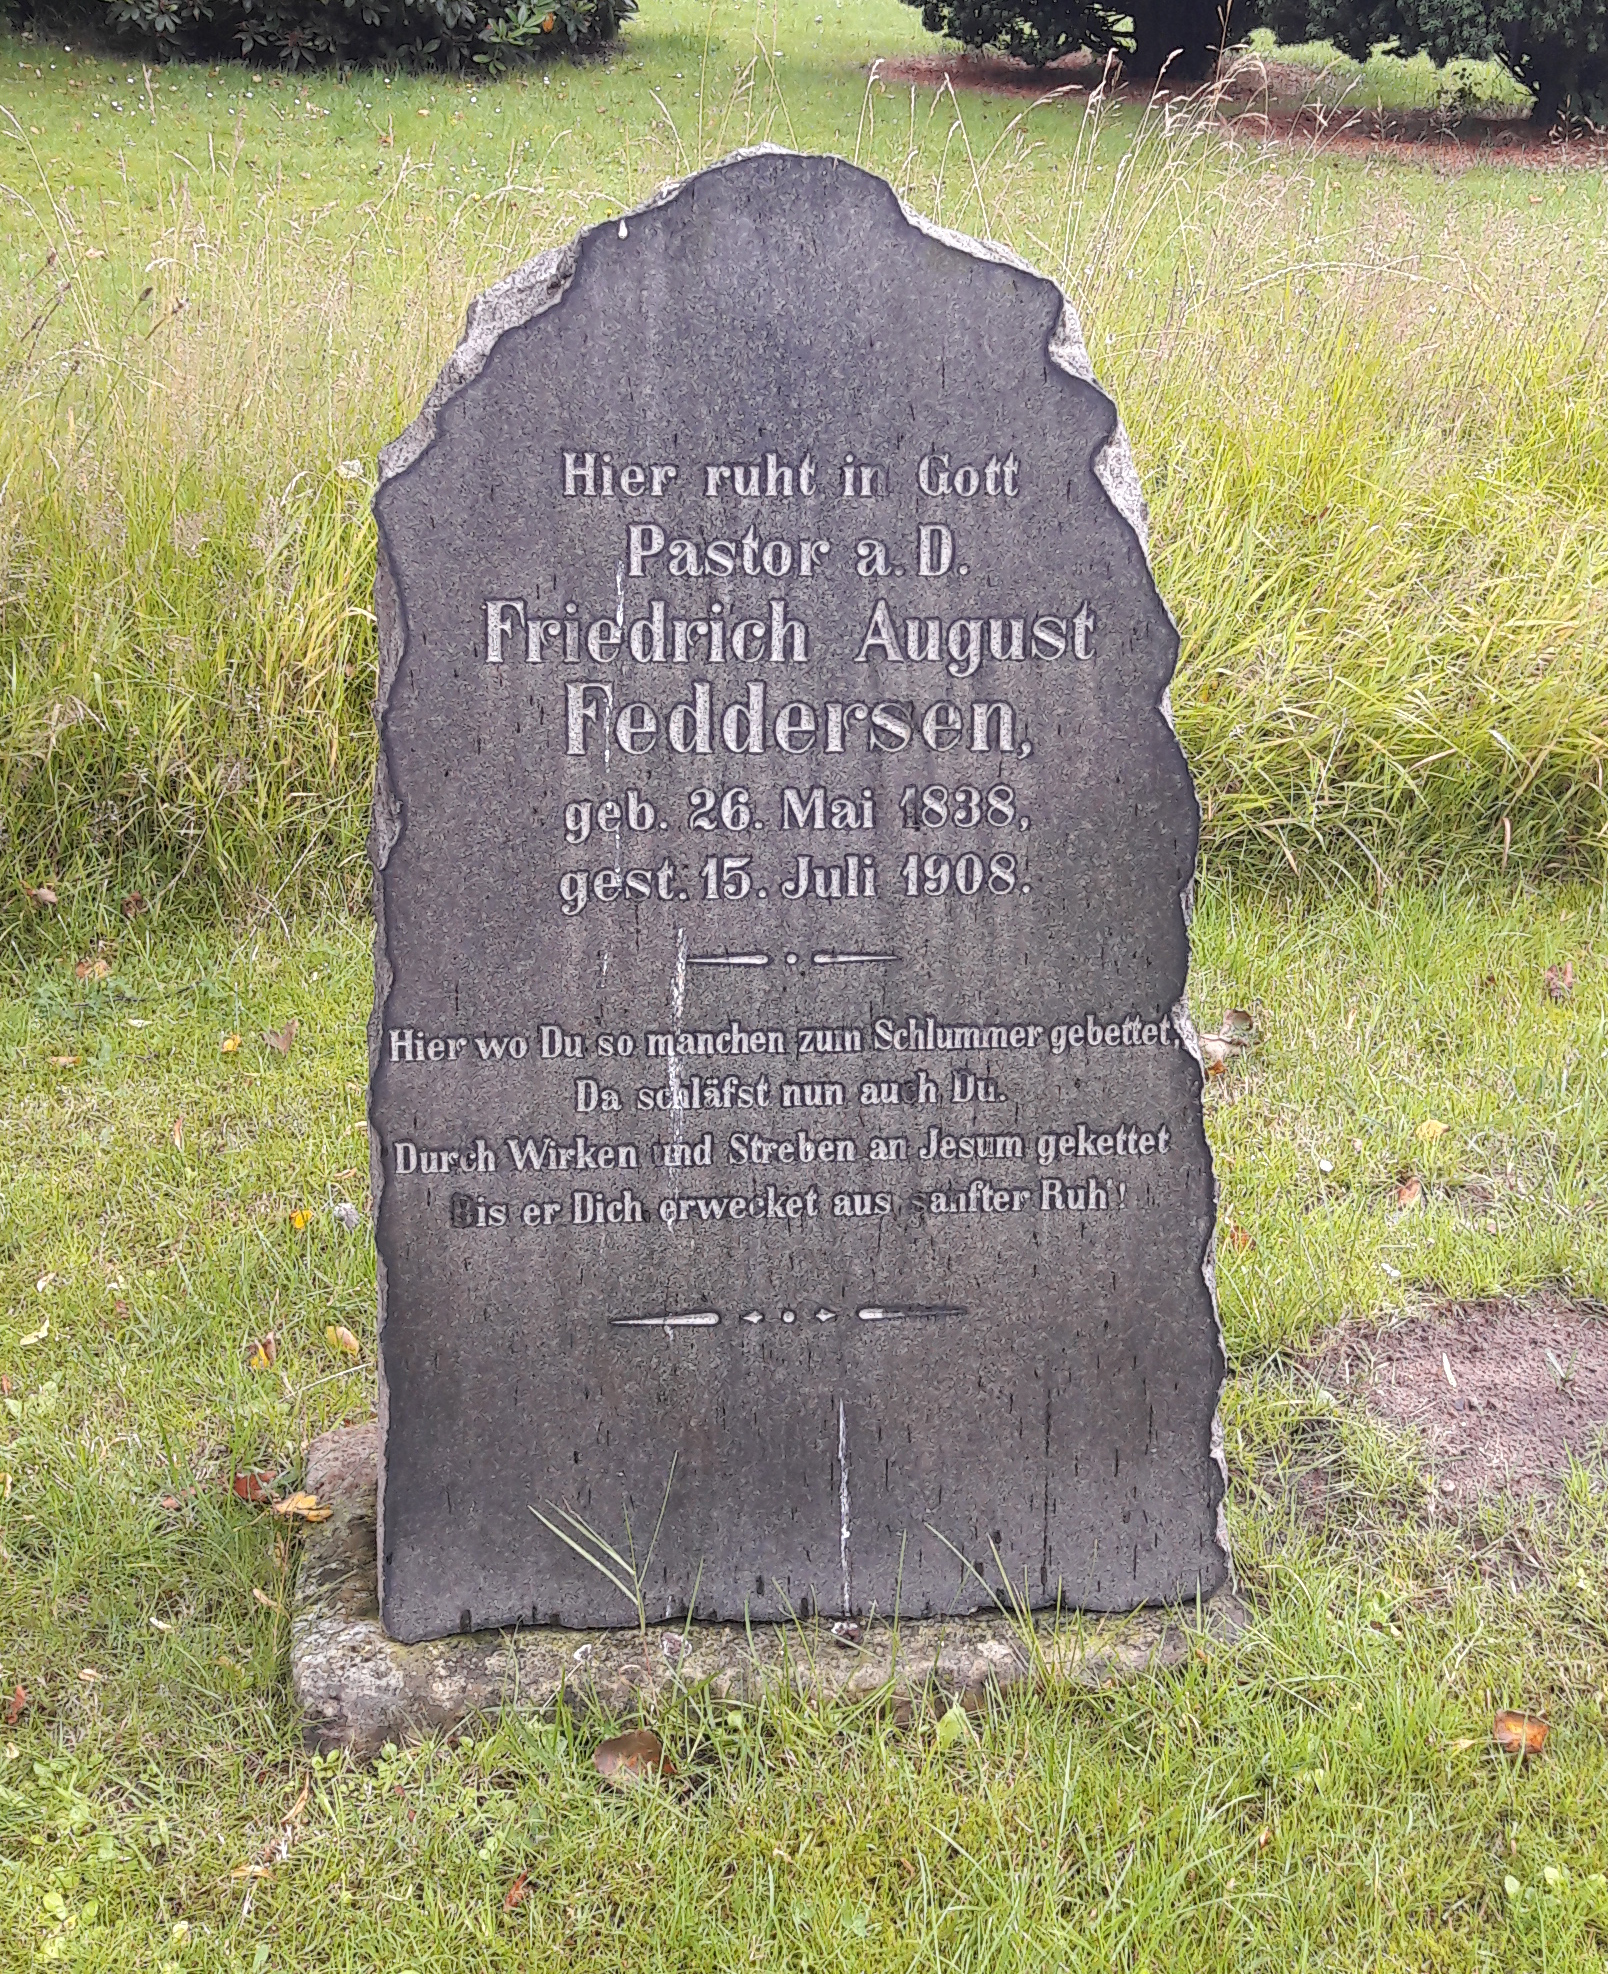 Hier ruht in Gott
Pastor a. D.
Friedrich August
Feddersen,
geb. 26. Mai 1838,
gest. 15. Juli 1908.
Hier wo Du so manchen zum Schlummer gebettet,
Da schläfst nun auch Du.
Durch Wirken und Streben an Jesum gekettet
Bis er Dich erwecket aus sanfter Ruh'!